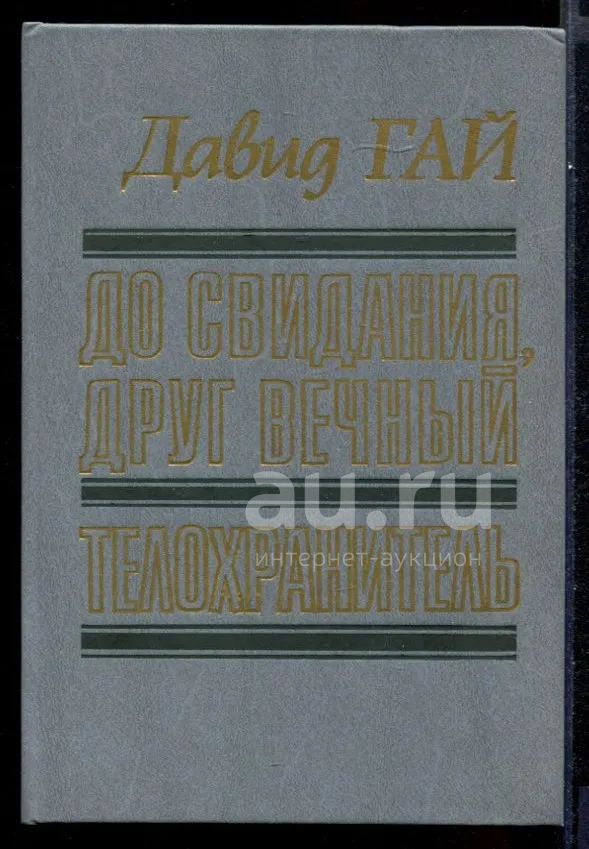 Давид ГАЙ
ДО СВИДАНИЯ,
ДРУГ ВЕЧНЫЙ
au.ru
интернет-аукцион
ТЕЛОХРАНИТЕЛЬ